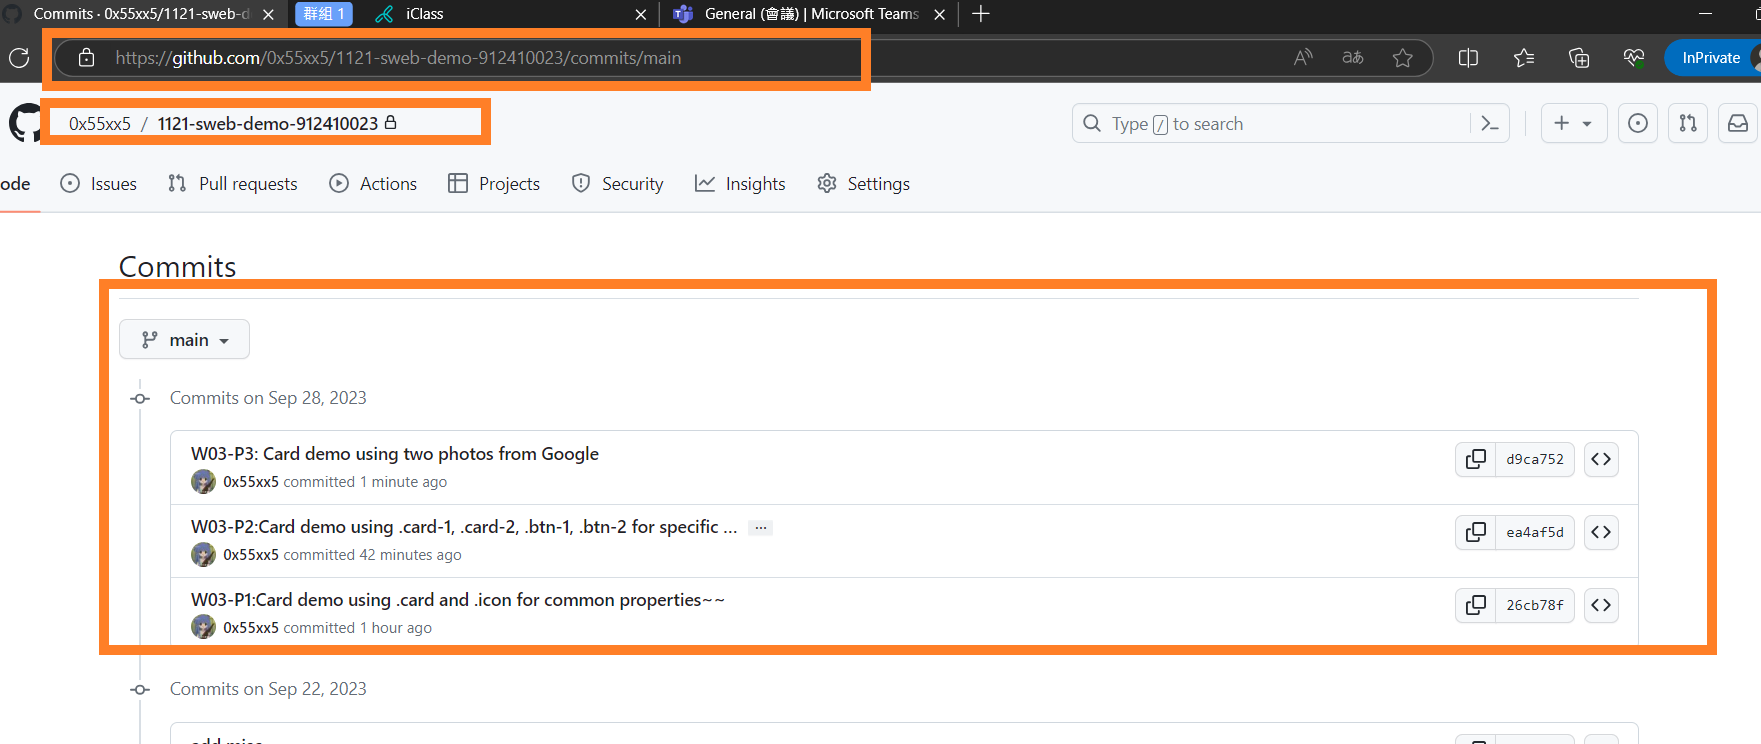 Commits · 0x55xx5/1121-sweb-d
群組 1
iClass
General (會議) | Microsoft Teams
https://github.com/0x55xx5/1121-sweb-demo-912410023/commits/main
InPrivate
0x55xx5 / 1121-sweb-demo-912410023
Type / to search
ode
Issues
Pull requests
Actions
Projects
Security
Insights
Settings
Commits
main
Commits on Sep 28, 2023
W03-P3: Card demo using two photos from Google
d9ca752
0x55xx5 committed 1 minute ago
W03-P2:Card demo using .card-1, .card-2, .btn-1, .btn-2 for specific ...
ea4af5d
0x55xx5 committed 42 minutes ago
W03-P1:Card demo using .card and .icon for common properties~~
26cb78f
0x55xx5 committed 1 hour ago
Commits on Sep 22, 2023